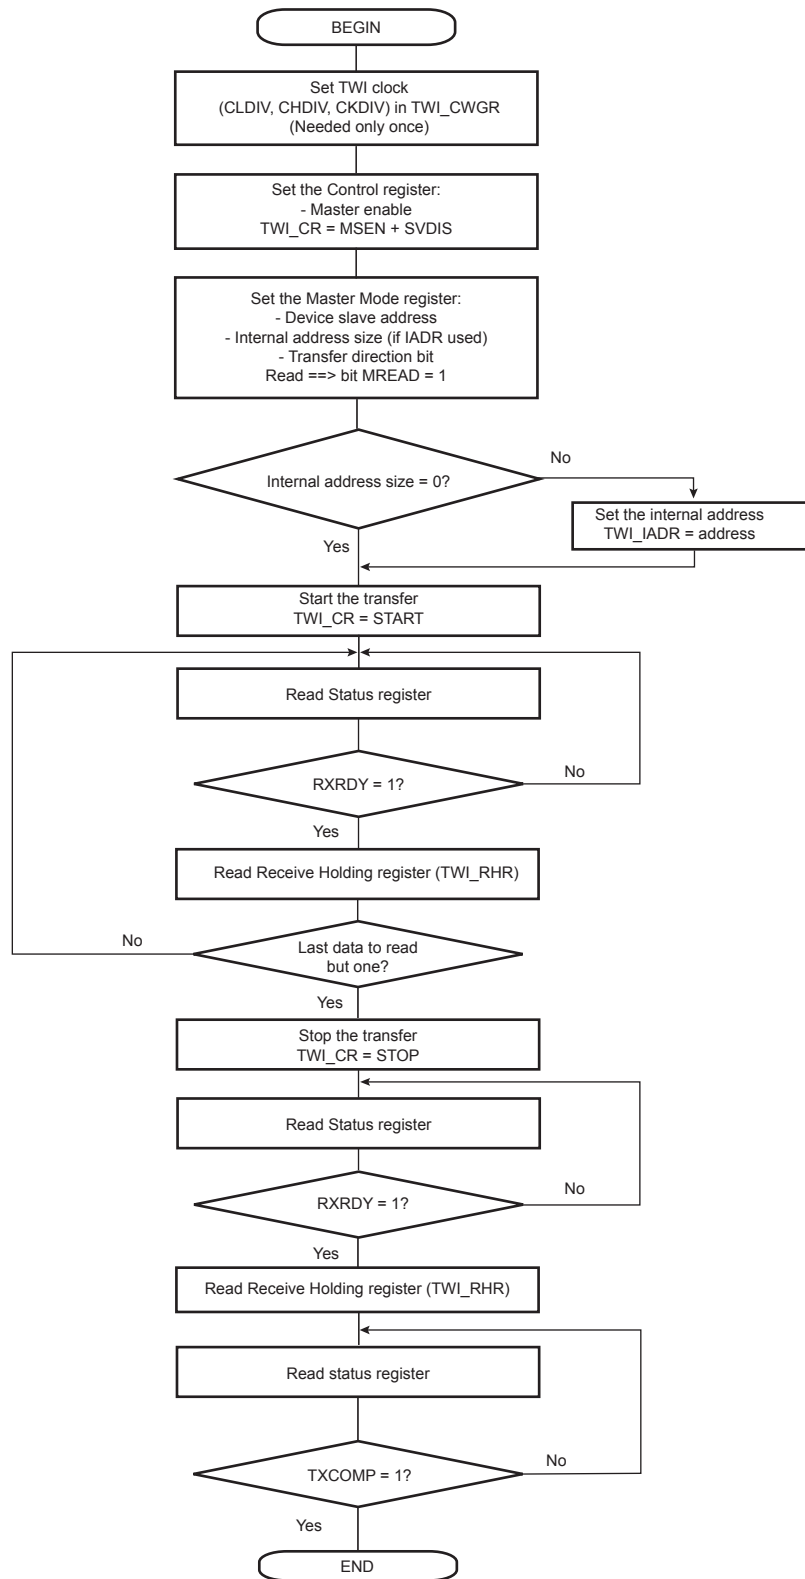 BEGIN
Set TWI clock
(CLDIV, CHDIV, CKDIV) in TWI_CWGR
(Needed only once)
Set the Control register:
- Master enable
TWI_CR = MSEN + SVDIS
Set the Master Mode register:
- Device slave address
- Internal address size (if IADR used)
- Transfer direction bit
Read ==> bit MREAD = 1
Internal address size = 0?
No
Set the internal address
TWI_IADR = address
Yes
Start the transfer
TWI_CR = START
Read Status register
RXRDY = 1?
No
Yes
Read Receive Holding register (TWI_RHR)
No
Last data to read
but one?
Yes
Stop the transfer
TWI_CR = STOP
Read Status register
RXRDY = 1?
No
Yes
Read Receive Holding register (TWI_RHR)
Read status register
TXCOMP = 1?
No
Yes
END